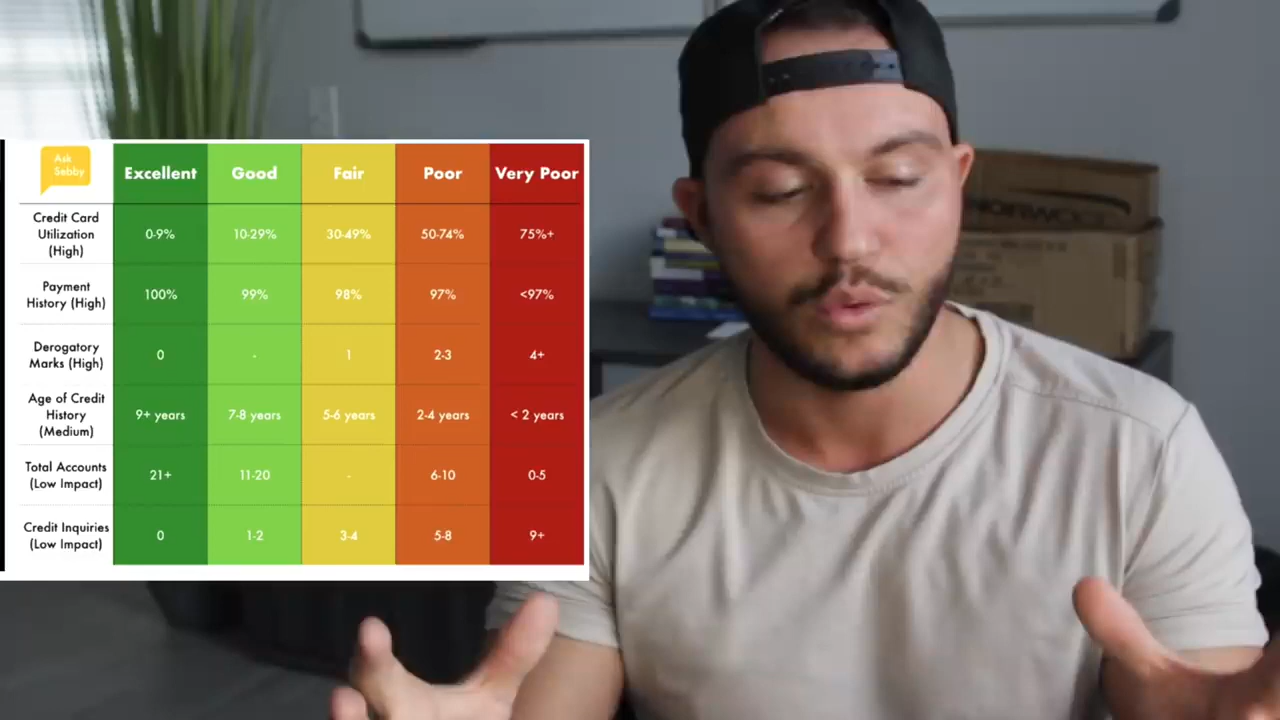 Ask
Sebby
Excellent Good Fair Poor Very Poor
Credit Card
Utilization
(High)
0-9% 10-29% 30-49% 50-74% 75%+
Payment
History (High)
100% 99% 98% 97% <97%
Derogatory
Marks (High)
0 - 1 2-3 4+
Age of Credit
History
(Medium)
9+ years 7-8 years 5-6 years 2-4 years < 2 years
Total Accounts
(Low Impact)
21+ 11-20 - 6-10 0-5
Credit Inquiries
(Low Impact)
0 1-2 3-4 5-8 9+